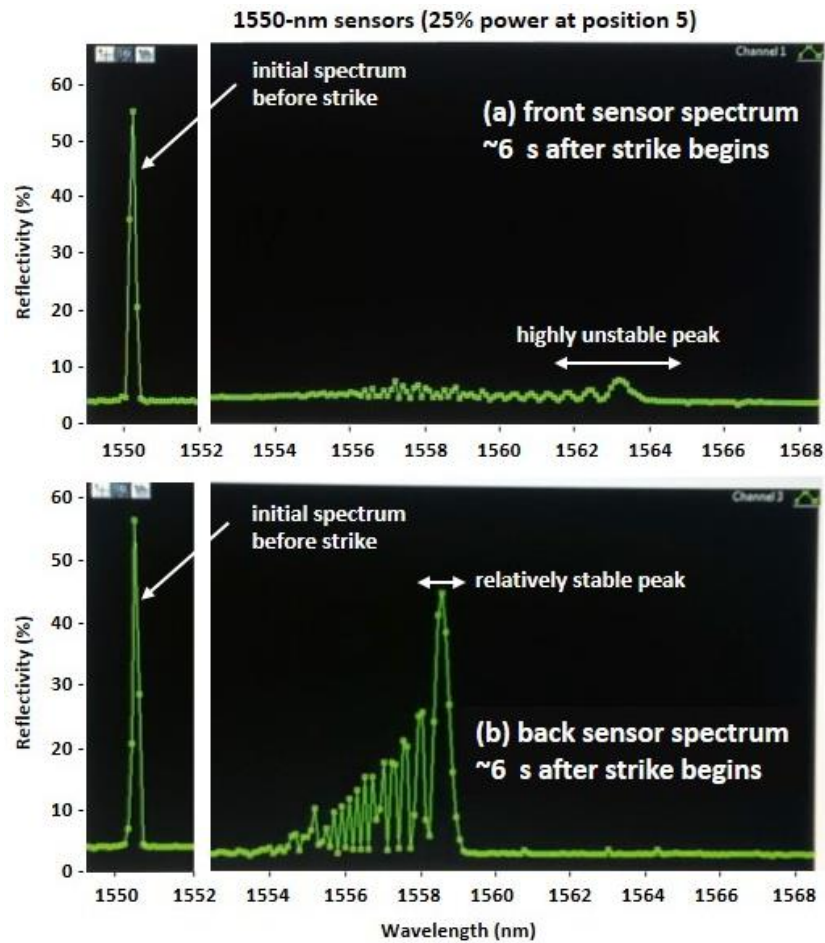 1550-nm sensors (25% power at position 5)
Channel 1
initial spectrum
before strike
(a) front sensor spectrum
~6 s after strike begins
highly unstable peak
Reflectivity (%)
60
50
40
30
20
10
0
1550
1552
1554
1556
1558
1560
1562
1564
1566
1568
Channel 3
initial spectrum
before strike
relatively stable peak
(b) back sensor spectrum
~6 s after strike begins
Reflectivity (%)
60
50
40
30
20
10
0
1550
1552
1554
1556
1558
1560
1562
1564
1566
1568
Wavelength (nm)